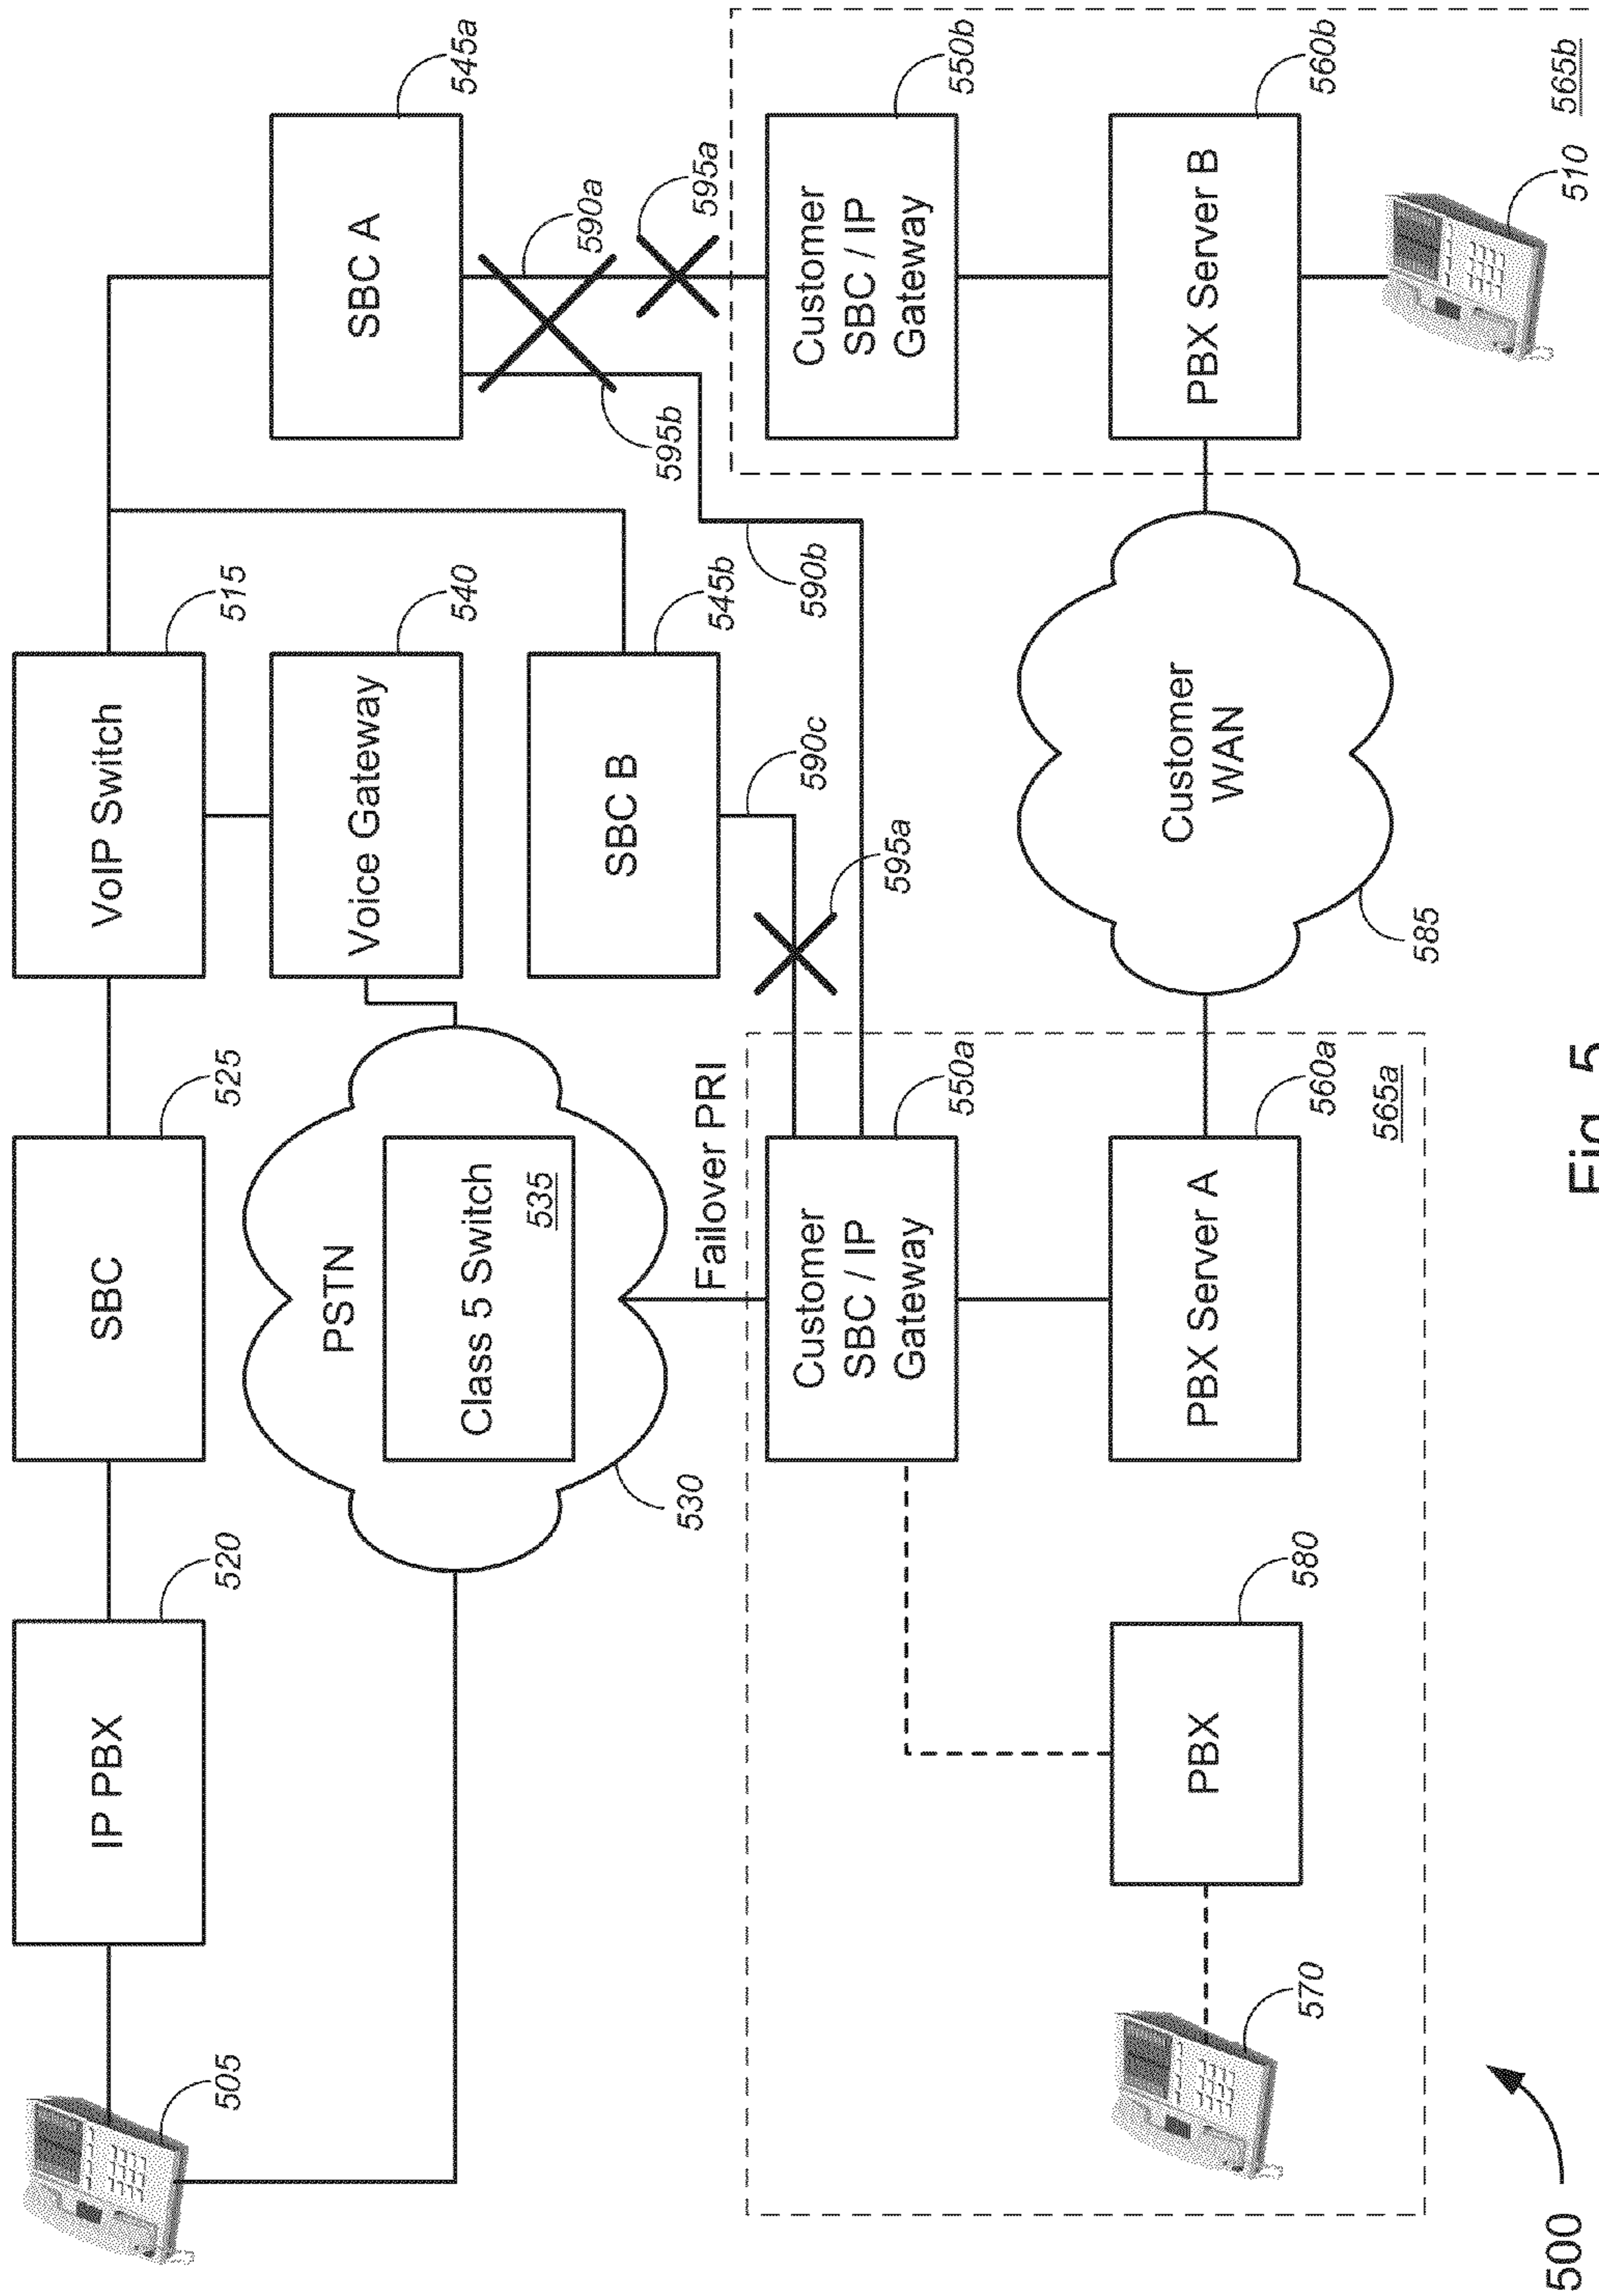 505
IP PBX
520
SBC
525
VoIP Switch
515
PSTN
Class 5 Switch
535
530
Voice Gateway
540
SBC A
545a
SBC B
545b
590a
595a
595b
590c
590b
595a
Failover PRI
Customer
SBC / IP
Gateway
550a
Customer
SBC / IP
Gateway
550b
570
PBX
580
PBX Server A
560a
565a
Customer
WAN
585
PBX Server B
560b
510
565b
500
Fig. 5